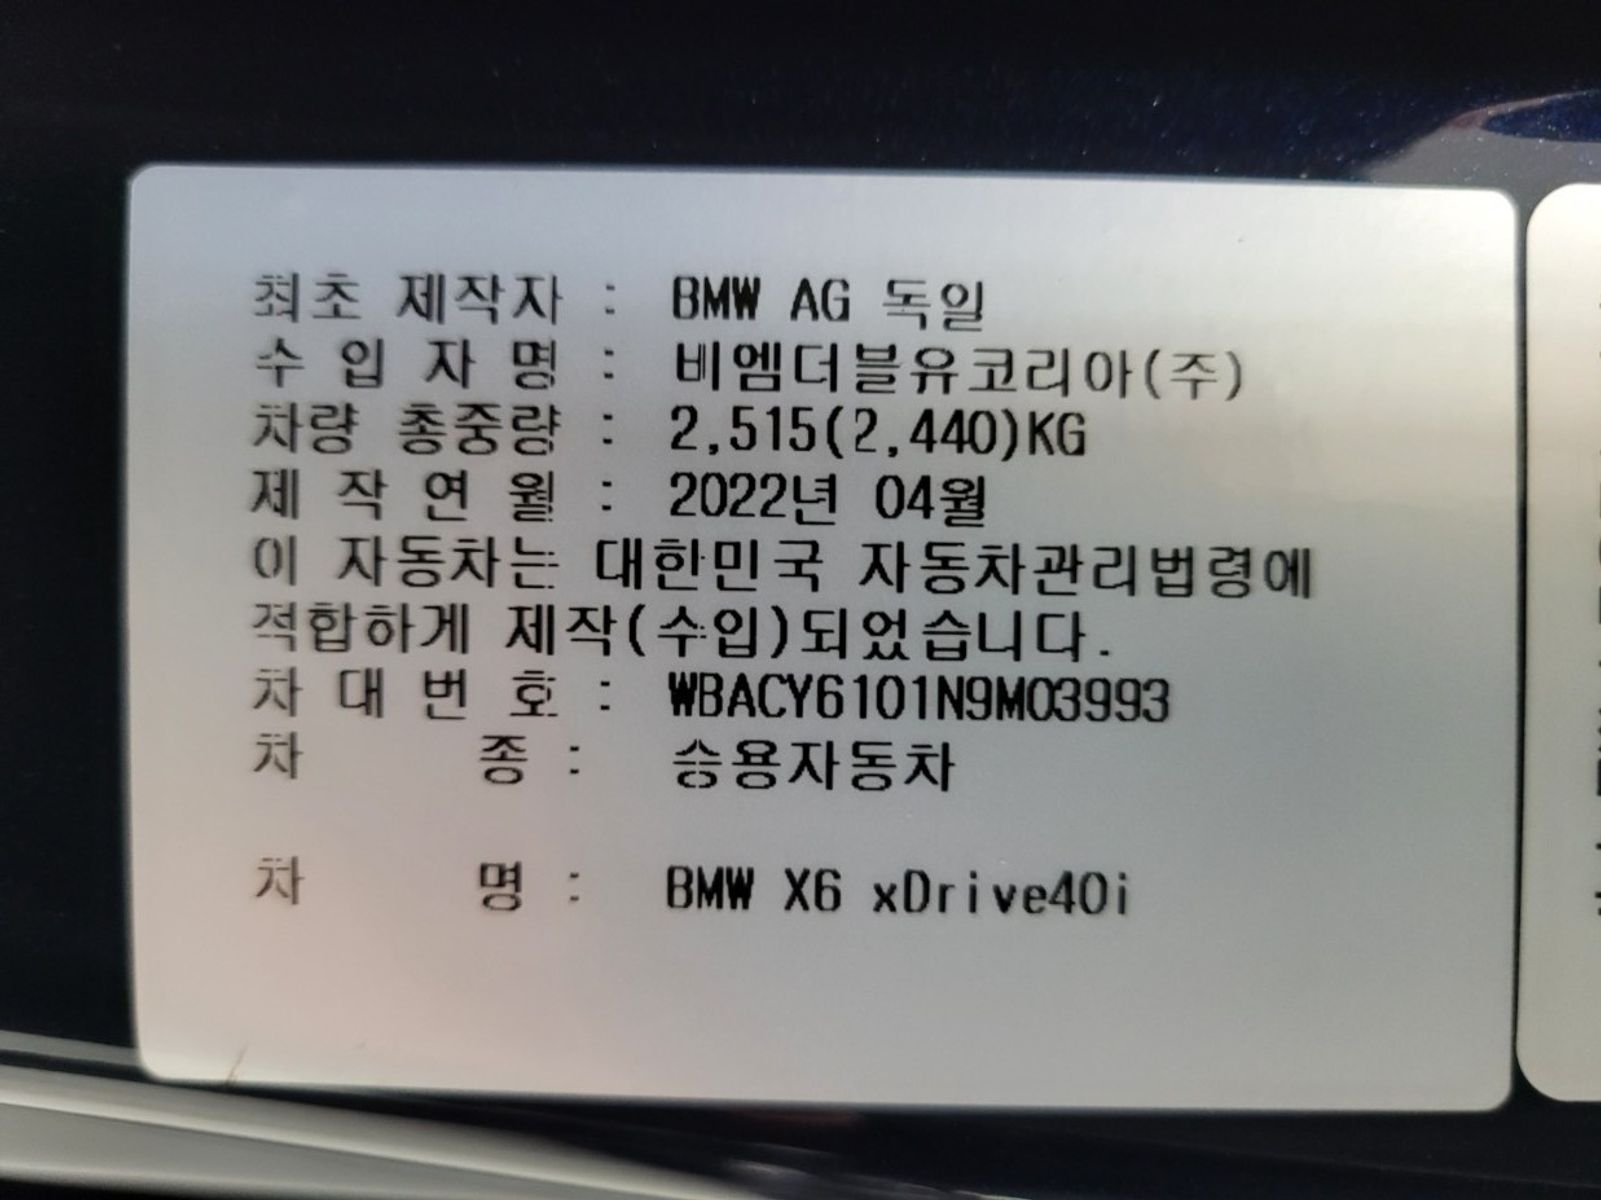 최초 제작자 : BMW AG 독일
수 입 자 명 : 비엠더블유코리아(주)
차량 총중량 : 2,515(2,440)KG
제 작 연 월 : 2022년 04월
이 자동차는 대한민국 자동차관리법령에
적합하게 제작(수입)되었습니다.
차 대 번 호 : WBACY6101N9M03993
차 종 : 승용자동차
차 명 : BMW X6 xDrive40i